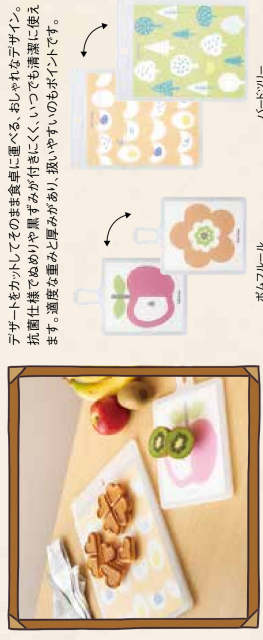 デザートをカットしてそのまま食卓に運べる、おしゃれなデザイン。
抗菌仕様でぬめりや黒ずみが付きにくく、いつでも清潔に使え
ます。適度な重みと厚みがあり、扱いやすいのもポイントです。
ポムフルール
バードツリー